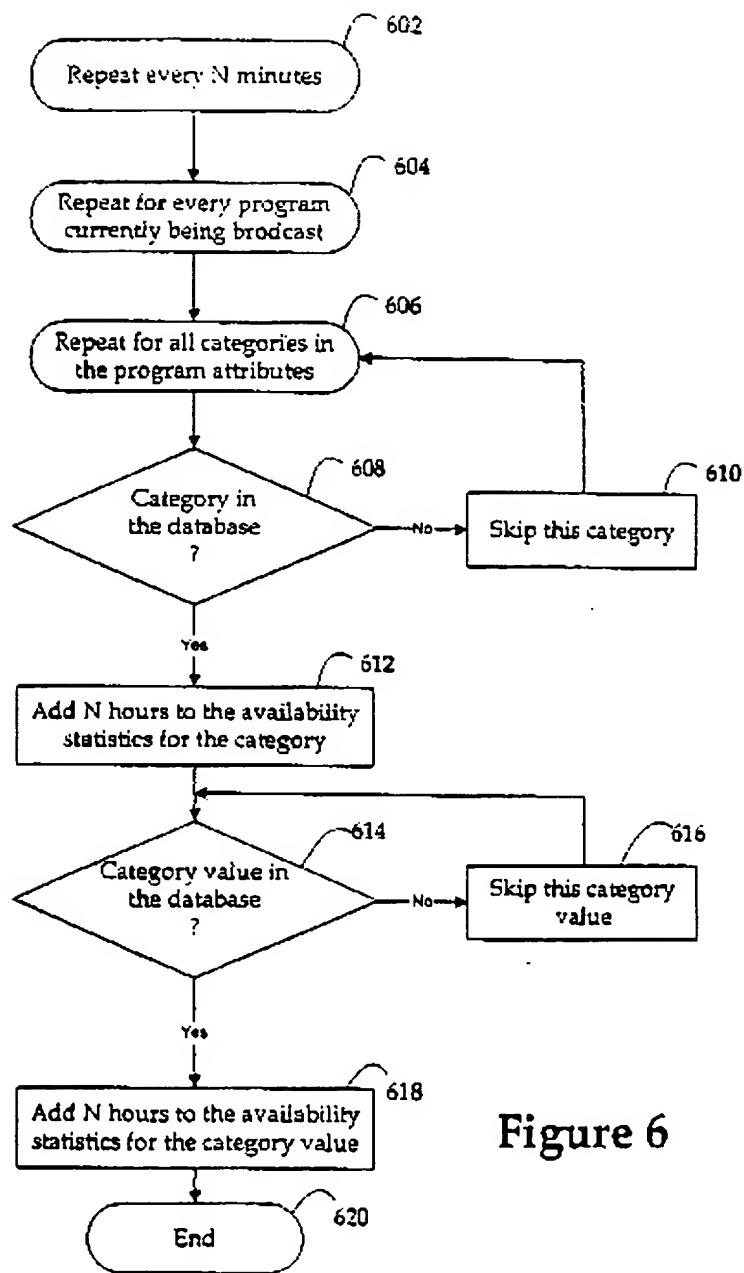 602
Repeat every N minutes
604
Repeat for every program
currently being brodcast
606
Repeat for all categories in
the program attributes
608
Category in
the database
?
No
610
Skip this category
Yes
612
Add N hours to the availability
statistics for the category
614
Category value in
the database
?
No
616
Skip this category
value
Yes
618
Add N hours to the availability
statistics for the category value
Figure 6
620
End